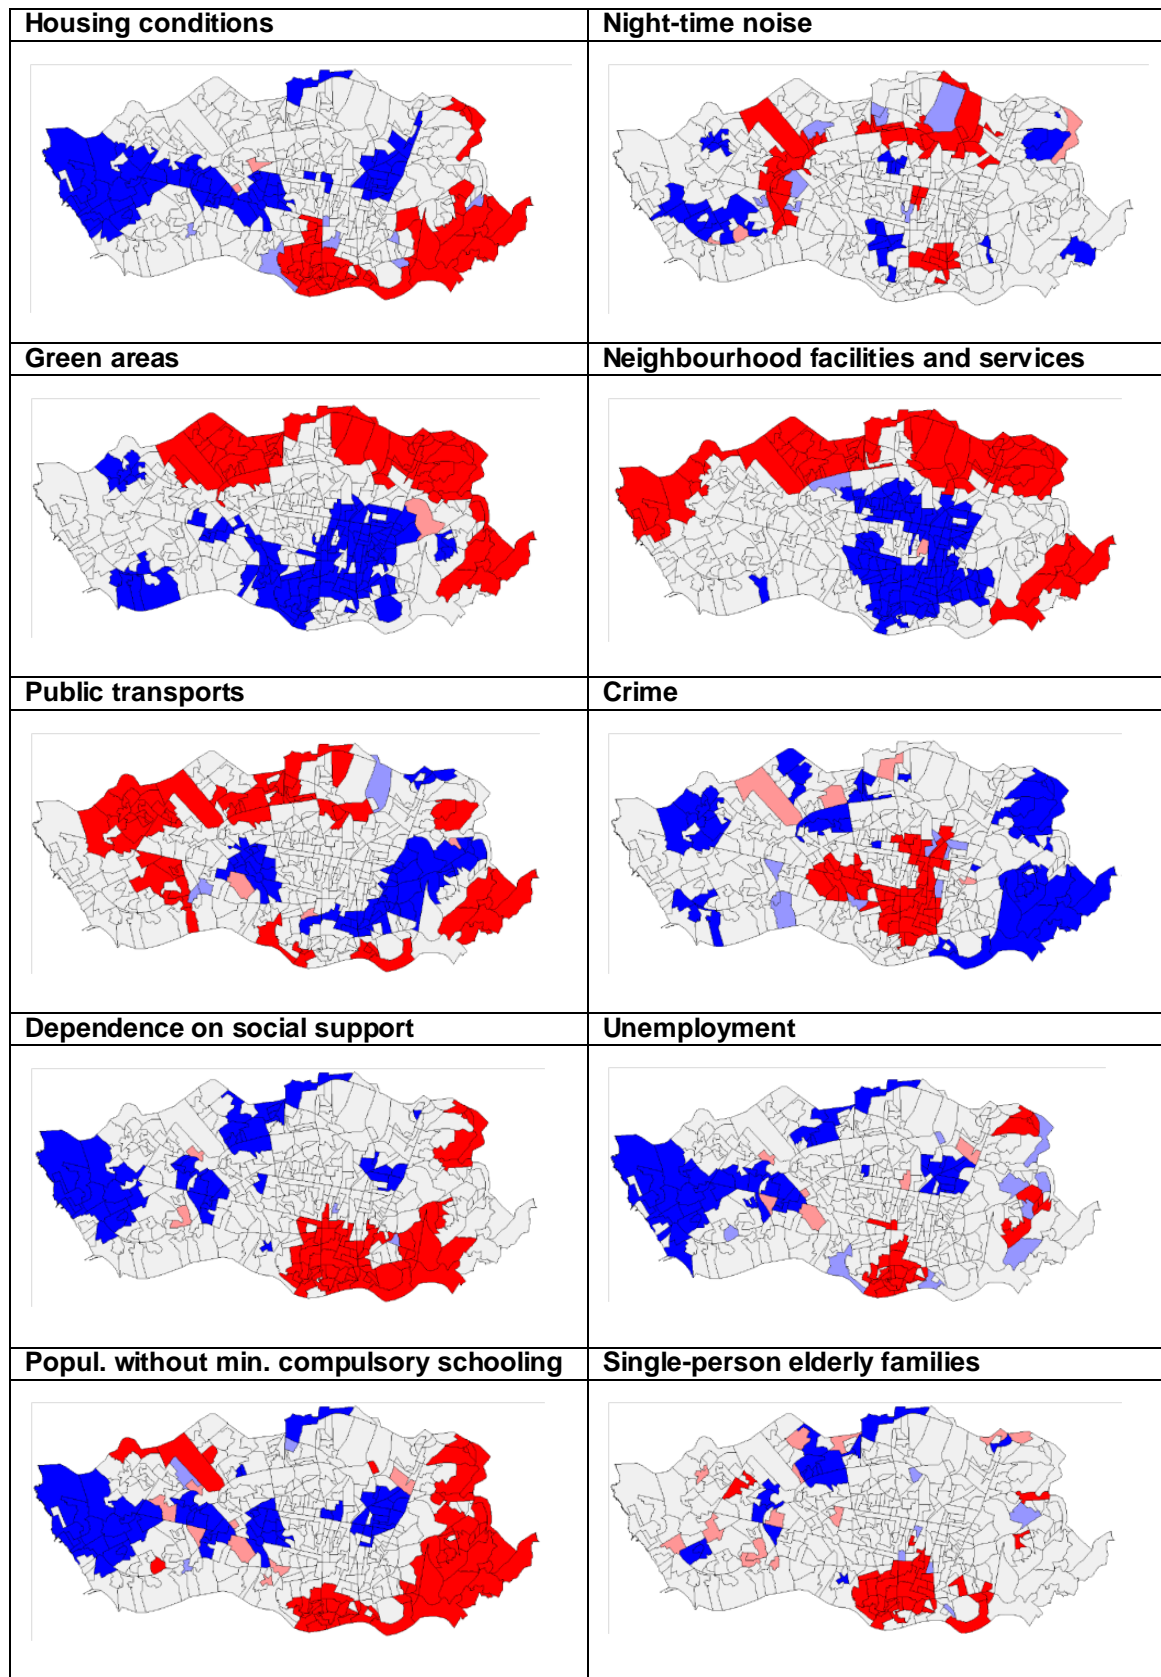 Housing conditions
Night-time noise
Green areas
Neighbourhood facilities and services
Public transports
Crime
Dependence on social support
Unemployment
Popul. without min. compulsory schooling
Single-person elderly families